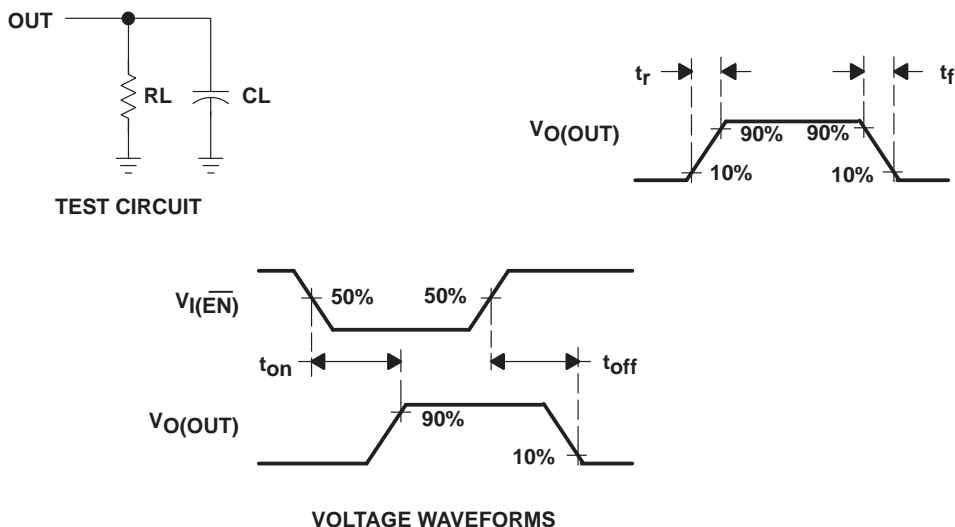 OUT
RL CL
TEST CIRCUIT
tr tf
VO(OUT)
90% 90%
10% 10%
VI(EN)
50% 50%
ton toff
VO(OUT)
90%
10%
VOLTAGE WAVEFORMS